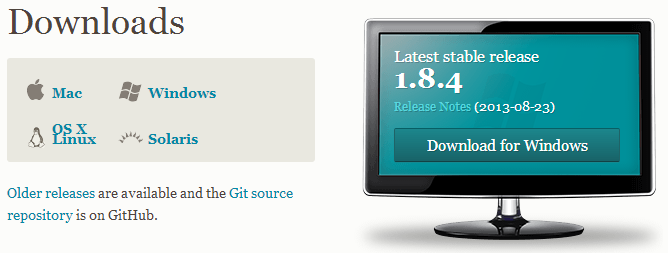 Downloads
Mac
OS X
Windows
Linux
Solaris
Older releases are available and the Git source
repository is on GitHub.
Latest stable release
1.8.4
Release Notes (2013-08-23)
Download for Windows